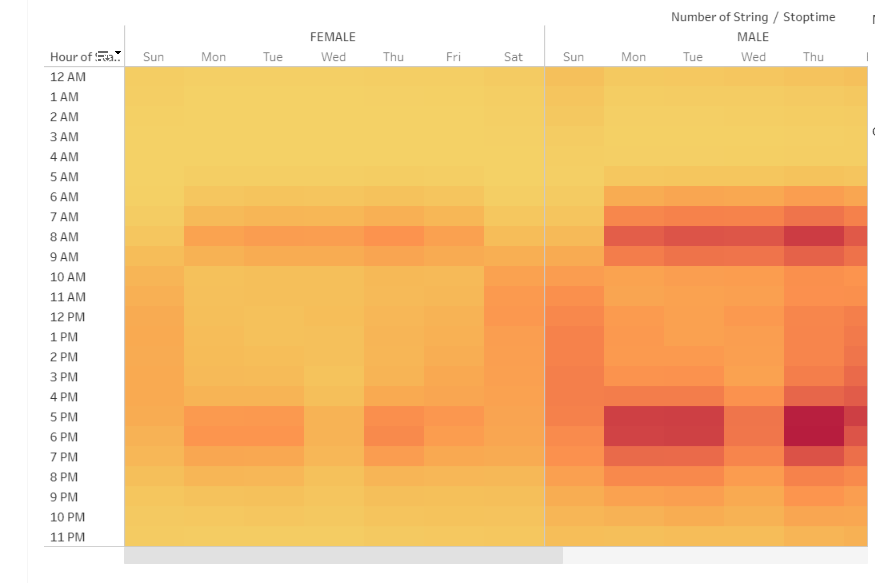 Number of String / Stoptime
FEMALE MALE
Hour of Sta.. Sun Mon Tue Wed Thu Fri Sat Sun Mon Tue Wed Thu
12 AM
1 AM
2 AM
3 AM
4 AM
5 AM
6 AM
7 AM
8 AM
9 AM
10 AM
11 AM
12 PM
1 PM
2 PM
3 PM
4 PM
5 PM
6 PM
7 PM
8 PM
9 PM
10 PM
11 PM